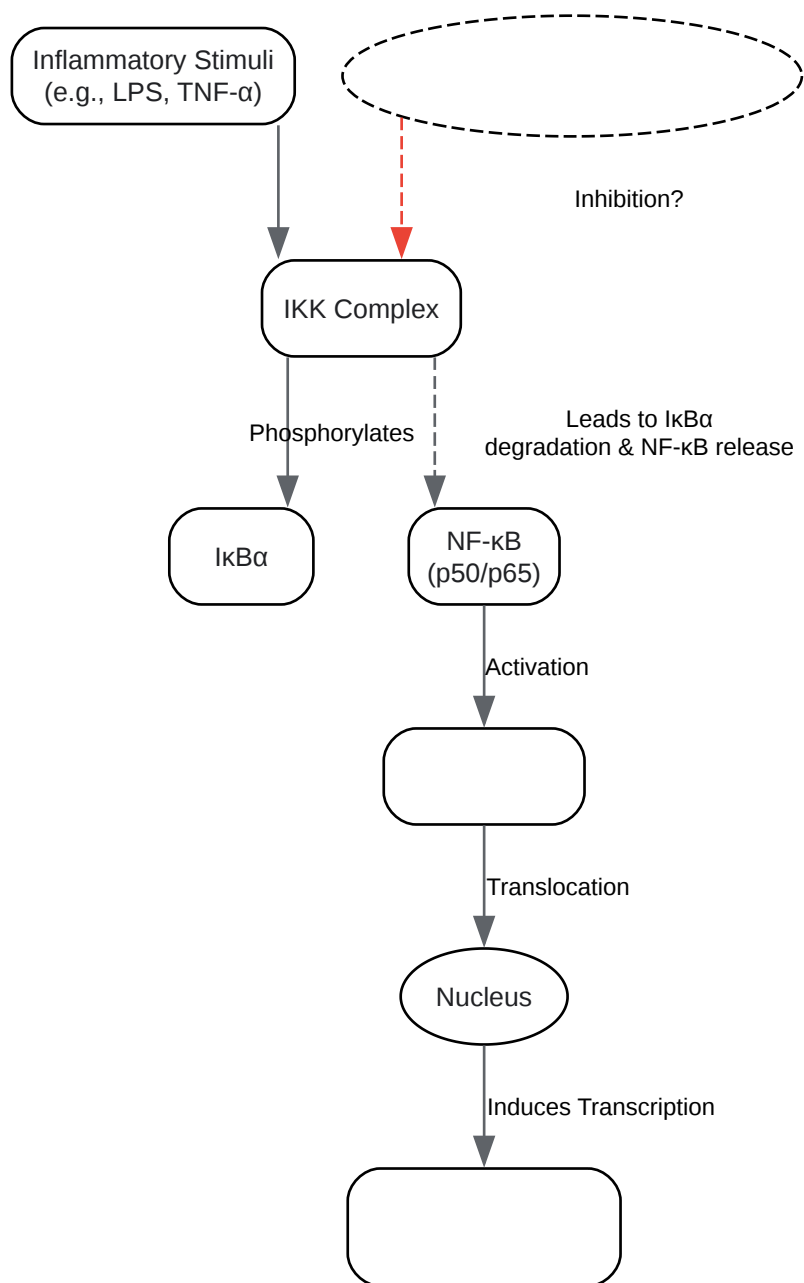 Inflammatory Stimuli
(e.g., LPS, TNF-α)
Inhibition?
IKK Complex
Phosphorylates
Leads to IκBα
degradation & NF-κB release
IκBα
NF-κB
(p50/p65)
Activation
Translocation
Nucleus
Induces Transcription